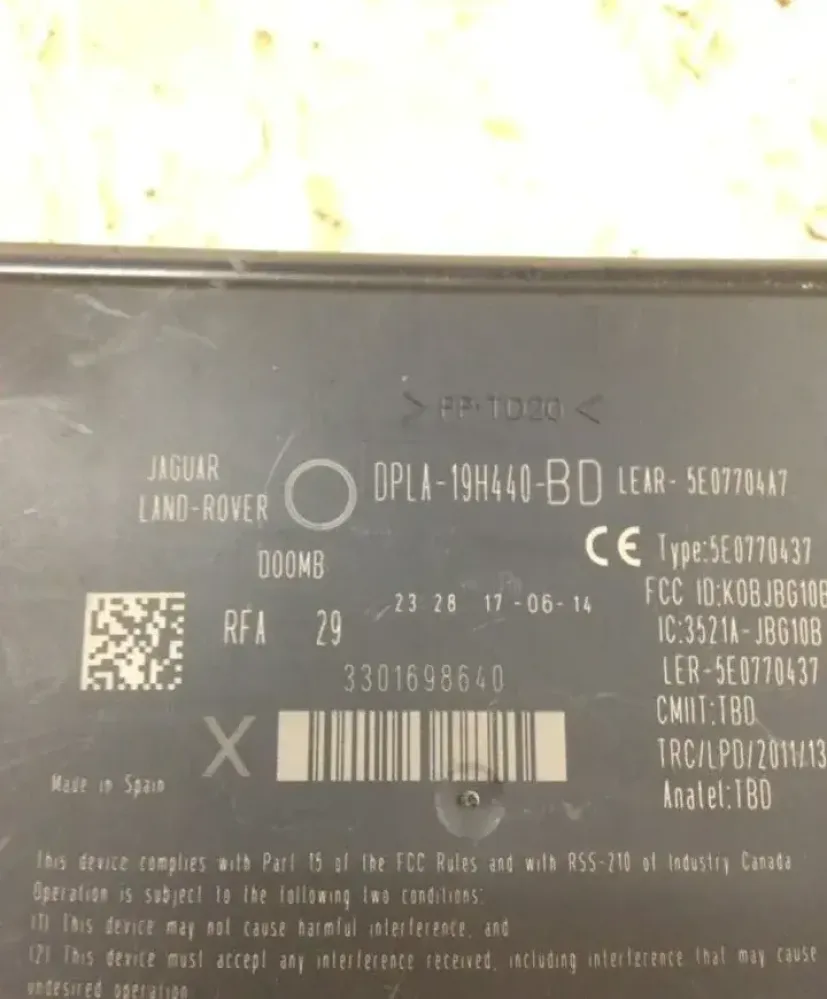 >PP-TD20<
JAGUAR
LAND-ROVER
DPLA-19H440-BD
LEAR- 5E07704A7
D00MB
CE
Type:5E0770437
FCC ID:KOBJBG10B
RFA 29
23 28 17-06-14
IC:3521A-JBG10B
LER-5E0770437
3301698640
CMIIT:TBD
X
TRC/LPD/2011/13
Made in Spain
Anatel:TBD
This device complies with Part 15 of the FCC Rules and with RSS-210 of Industry Canada
Operation is subject to the following two conditions:
(1) This device may not cause harmful interference, and
(2) This device must accept any interference received, including interference that may cause
undesired operation